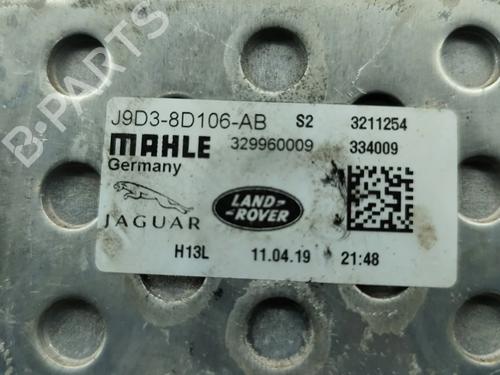 B-PARTS
J9D3-8D106-AB S2 3211254
MAHLE 329960009 334009
Germany
JAGUAR
LAND-
-ROVER
H13L 11.04.19 21:48